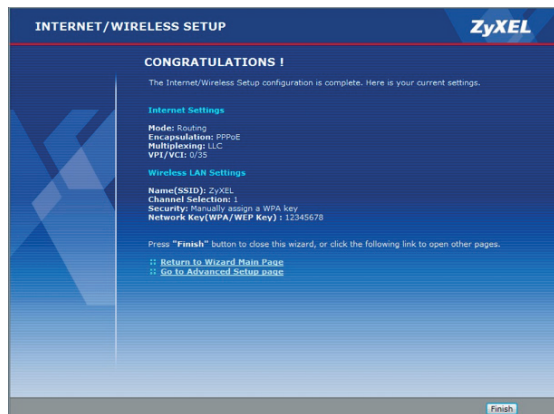 INTERNET/WIRELESS SETUP
ZyXEL
CONGRATULATIONS !
The Internet/Wireless Setup configuration is complete. Here is your current settings.
Internet Settings
Mode: Routing
Encapsulation: PPPoE
Multiplexing: LLC
VPI/VCI: 0/35
Wireless LAN Settings
Name(SSID): ZyXEL
Channel Selection: 1
Security: Manually assign a WPA key
Network Key(WPA/WEP Key) : 12345678
Press "Finish" button to close this wizard, or click the following link to open other pages.
Return to Wizard Main Page
Go to Advanced Setup page
Finish